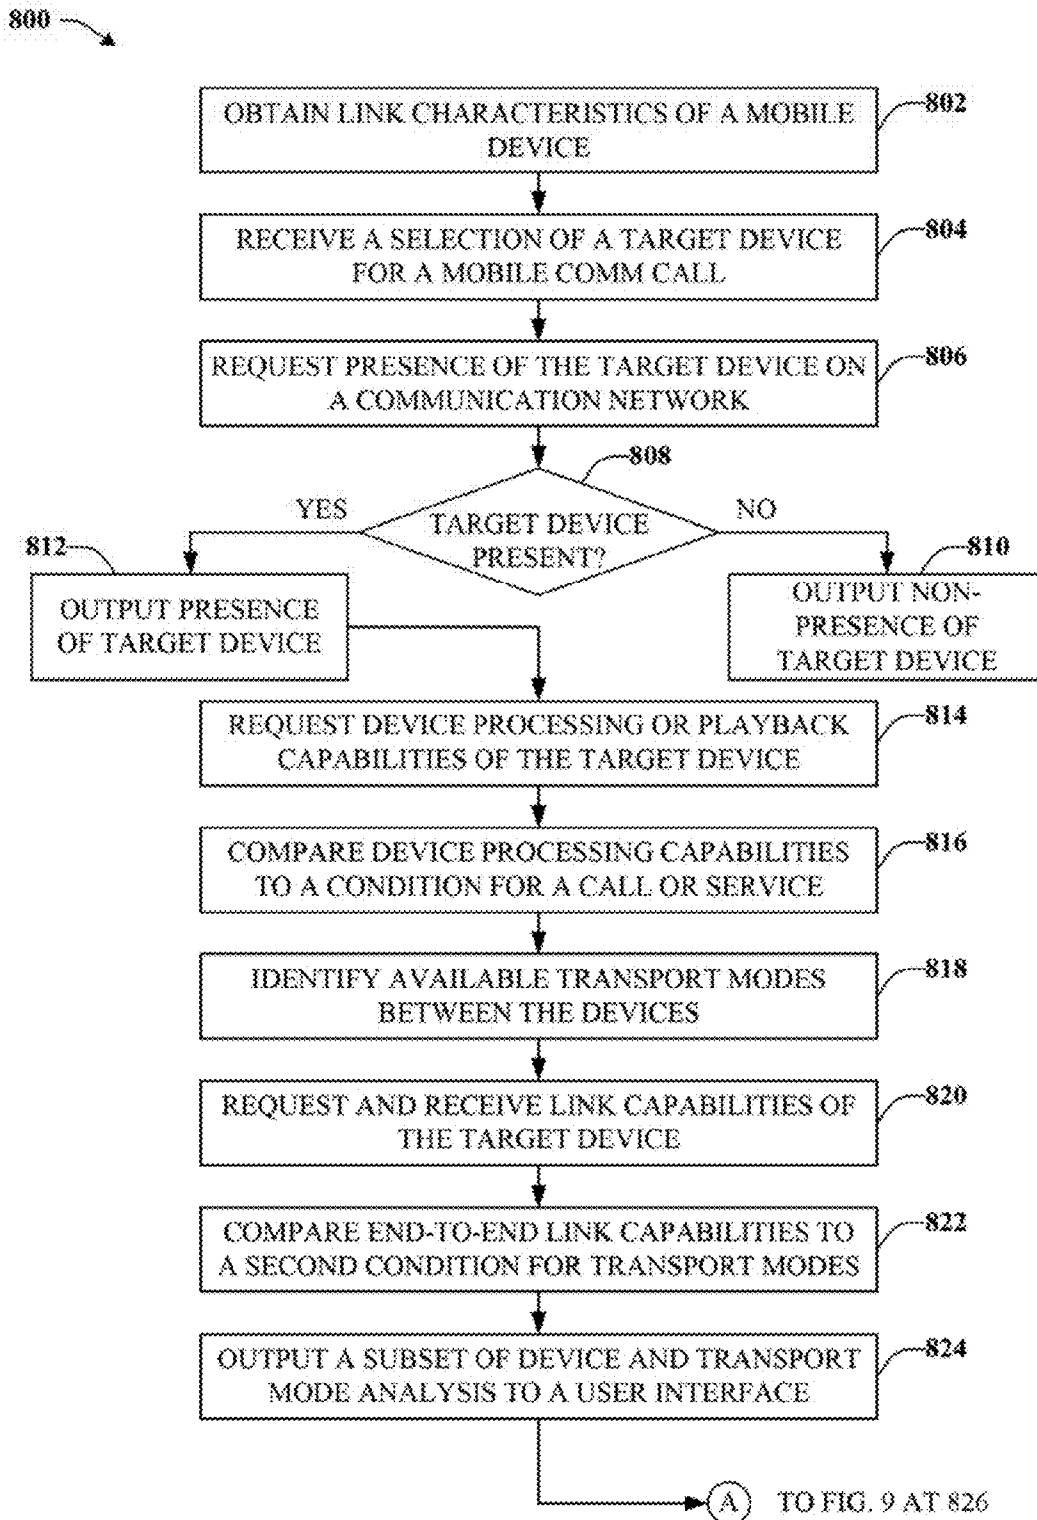 800
OBTAIN LINK CHARACTERISTICS OF A MOBILE
DEVICE
802
RECEIVE A SELECTION OF A TARGET DEVICE
FOR A MOBILE COMM CALL
804
REQUEST PRESENCE OF THE TARGET DEVICE ON
A COMMUNICATION NETWORK
806
808
YES
TARGET DEVICE
PRESENT?
NO
812
OUTPUT PRESENCE
OF TARGET DEVICE
810
OUTPUT NON-
PRESENCE OF
TARGET DEVICE
REQUEST DEVICE PROCESSING OR PLAYBACK
CAPABILITIES OF THE TARGET DEVICE
814
COMPARE DEVICE PROCESSING CAPABILITIES
TO A CONDITION FOR A CALL OR SERVICE
816
IDENTIFY AVAILABLE TRANSPORT MODES
BETWEEN THE DEVICES
818
REQUEST AND RECEIVE LINK CAPABILITIES OF
THE TARGET DEVICE
820
COMPARE END-TO-END LINK CAPABILITIES TO
A SECOND CONDITION FOR TRANSPORT MODES
822
OUTPUT A SUBSET OF DEVICE AND TRANSPORT
MODE ANALYSIS TO A USER INTERFACE
824
A TO FIG. 9 AT 826